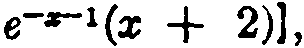 e^{-x-1}(x + 2)],